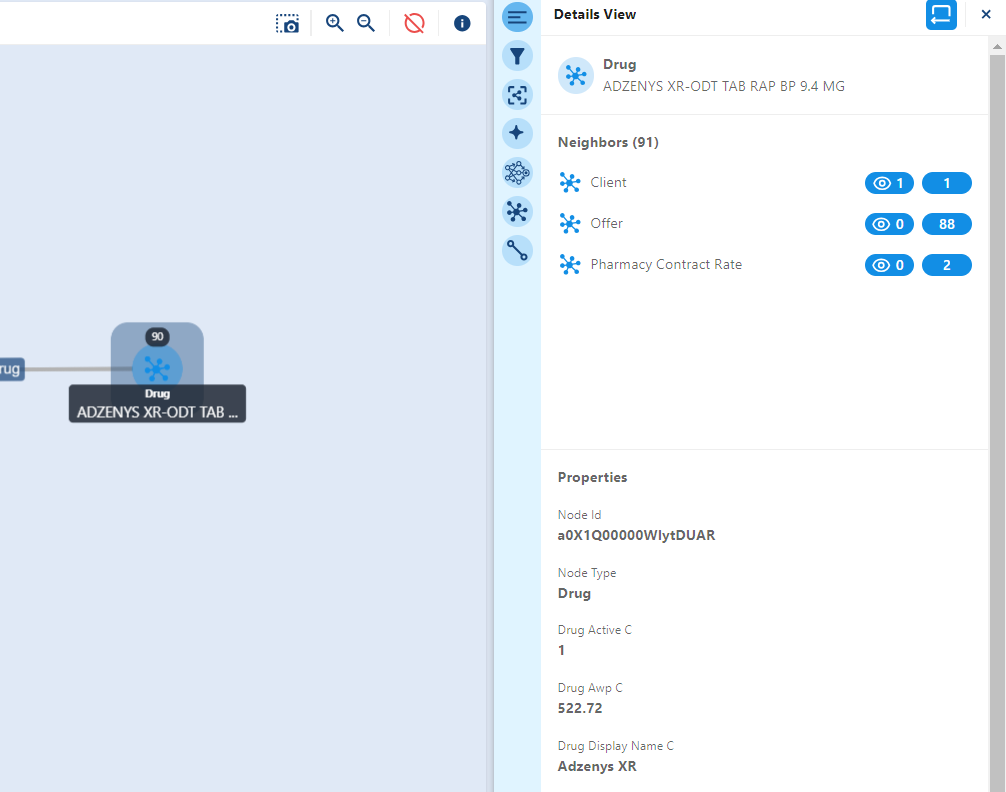 Details View
Drug
ADZENYS XR-ODT TAB RAP BP 9.4 MG
Neighbors (91)
Client 1 1
Offer 0 88
Pharmacy Contract Rate 0 2
rug
90
Drug
ADZENYS XR-ODT TAB ...
Properties
Node Id
a0X1Q00000WlytDUAR
Node Type
Drug
Drug Active C
1
Drug Awp C
522.72
Drug Display Name C
Adzenys XR